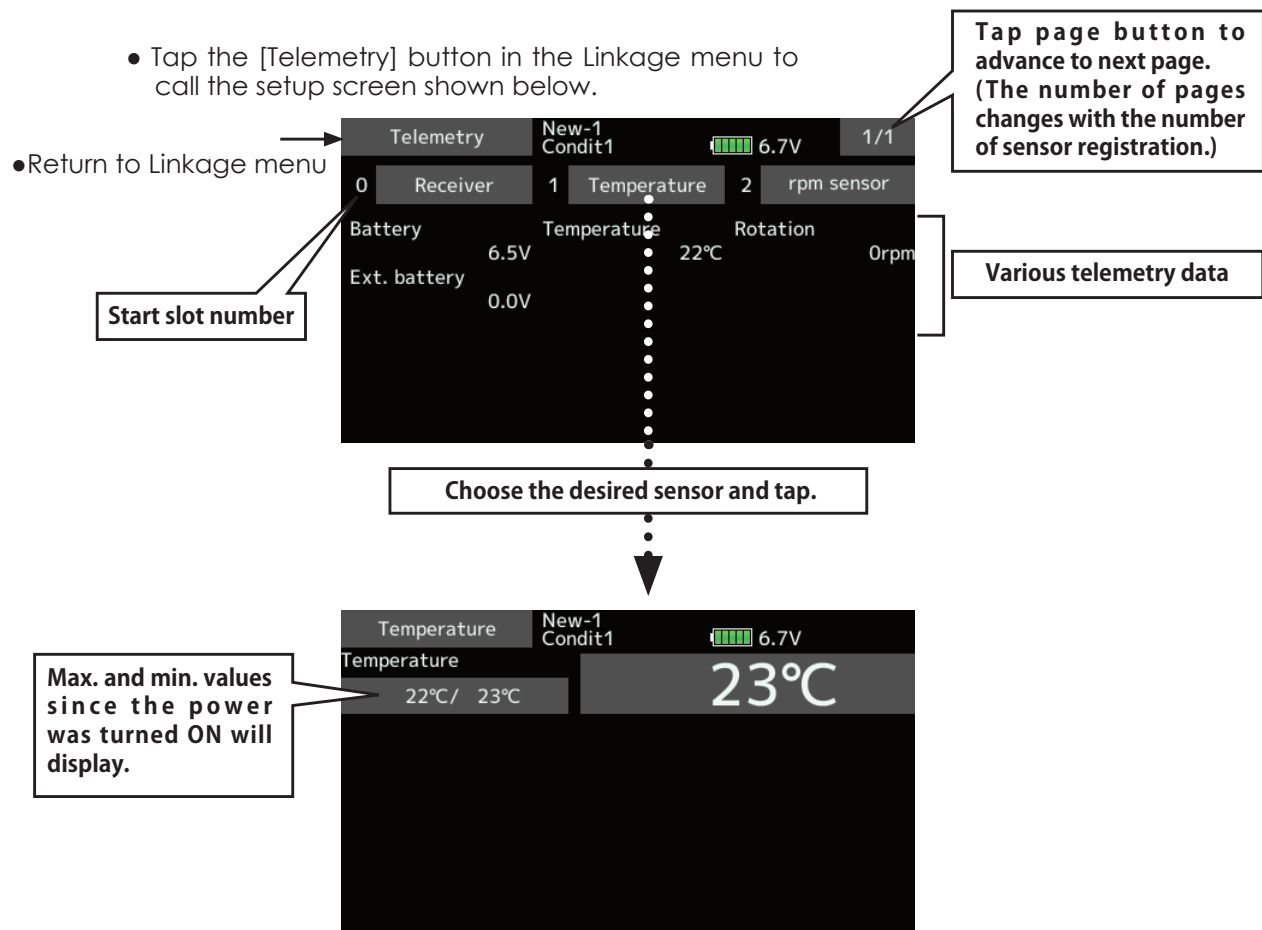 ● Tap the [Telemetry] button in the Linkage menu to
call the setup screen shown below.
Tap page button to
advance to next page.
(The number of pages
changes with the number
of sensor registration.)
●Return to Linkage menu
Telemetry
New-1
Condit1
6.7V
1/1
0 Receiver 1 Temperature 2 rpm sensor
Battery Temperature Rotation
6.5V 22℃ 0rpm
Ext. battery
0.0V
Start slot number
Various telemetry data
Choose the desired sensor and tap.
Temperature
New-1
Condit1
6.7V
Temperature
22℃/ 23℃
23℃
Max. and min. values
since the power
was turned ON will
display.